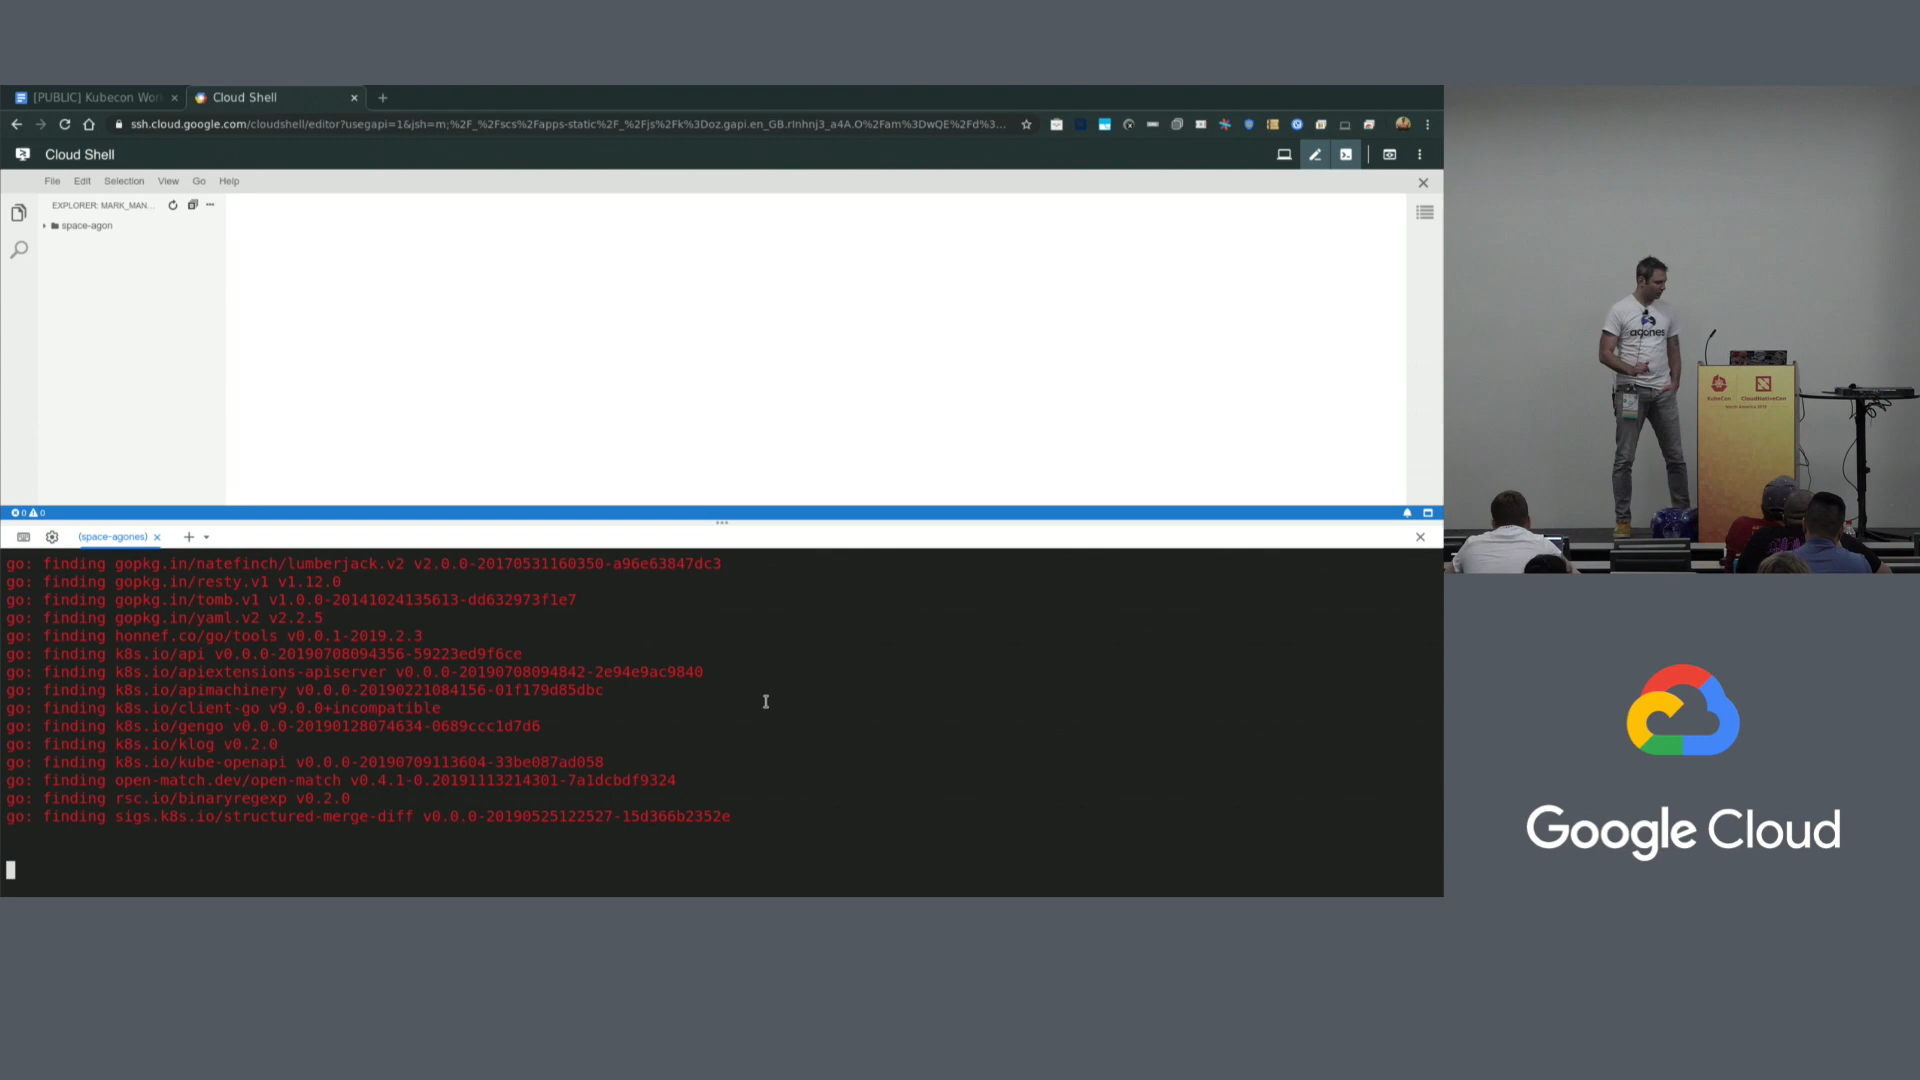 [PUBLIC] Kubecon Wor
Cloud Shell
ssh.cloud.google.com/cloudshell/editor?usegapi=1&jsh=m;%2F_%2Fscs%2Fapps-static%2F_%2Fjs%2Fk%3Doz.gapi.en_GB.rInhnj3_a4A.O%2Fam%3DwQE%2Fd%3...
Cloud Shell
File Edit Selection View Go Help
EXPLORER: MARK_MAN...
space-agon
0 0
(space-agones)
go: finding gopkg.in/natefinch/lumberjack.v2 v2.0.0-20170531160350-a96e63847dc3
go: finding gopkg.in/resty.v1 v1.12.0
go: finding gopkg.in/tomb.v1 v1.0.0-20141024135613-dd632973f1e7
go: finding gopkg.in/yaml.v2 v2.2.5
go: finding honnef.co/go/tools v0.0.1-2019.2.3
go: finding k8s.io/api v0.0.0-20190708094356-59223ed9f6ce
go: finding k8s.io/apiextensions-apiserver v0.0.0-20190708094842-2e94e9ac9840
go: finding k8s.io/apimachinery v0.0.0-20190221084156-01f179d85dbc
go: finding k8s.io/client-go v9.0.0+incompatible
go: finding k8s.io/gengo v0.0.0-20190128074634-0689ccc1d7d6
go: finding k8s.io/klog v0.2.0
go: finding k8s.io/kube-openapi v0.0.0-20190709113604-33be087ad058
go: finding open-match.dev/open-match v0.4.1-0.20191113214301-7a1dcbdf9324
go: finding rsc.io/binaryregexp v0.2.0
go: finding sigs.k8s.io/structured-merge-diff v0.0.0-20190525122527-15d366b2352e
agones
KubeCon CloudNativeCon
North America 2019
Google Cloud